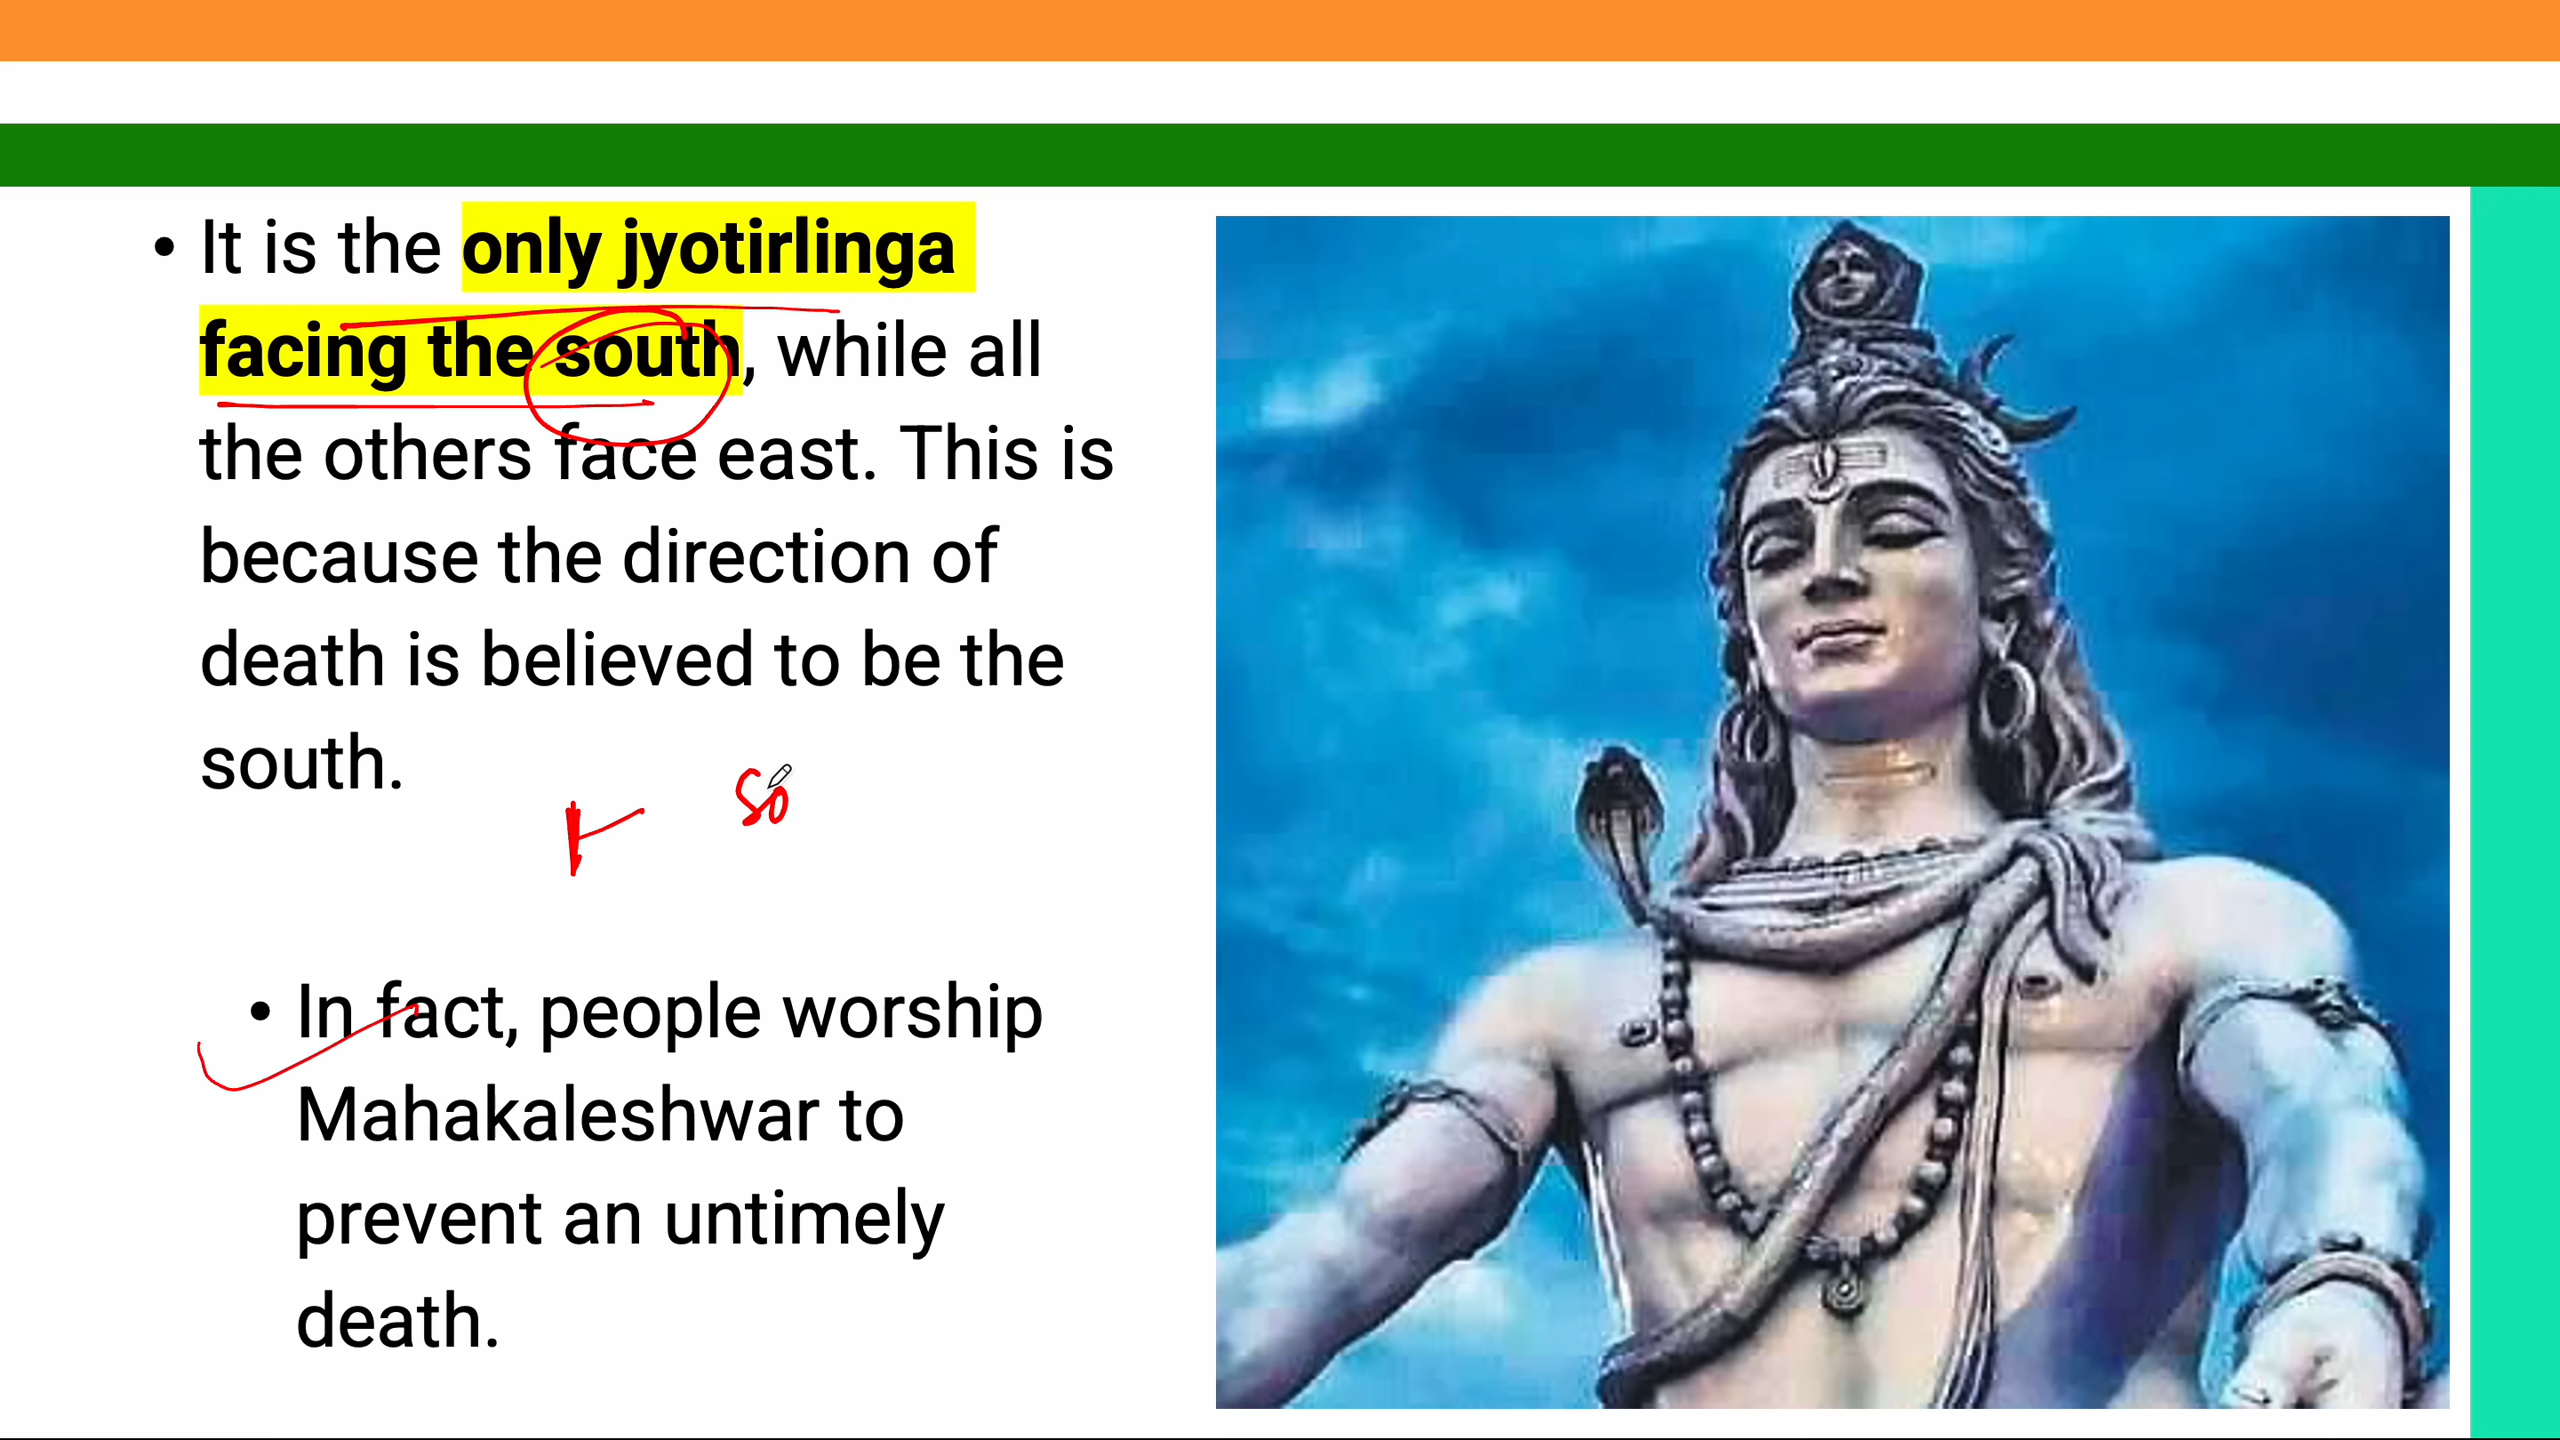 • It is the only jyotirlinga
facing the south, while all
the others face east. This is
because the direction of
death is believed to be the
south.
so
• In fact, people worship
Mahakaleshwar to
prevent an untimely
death.